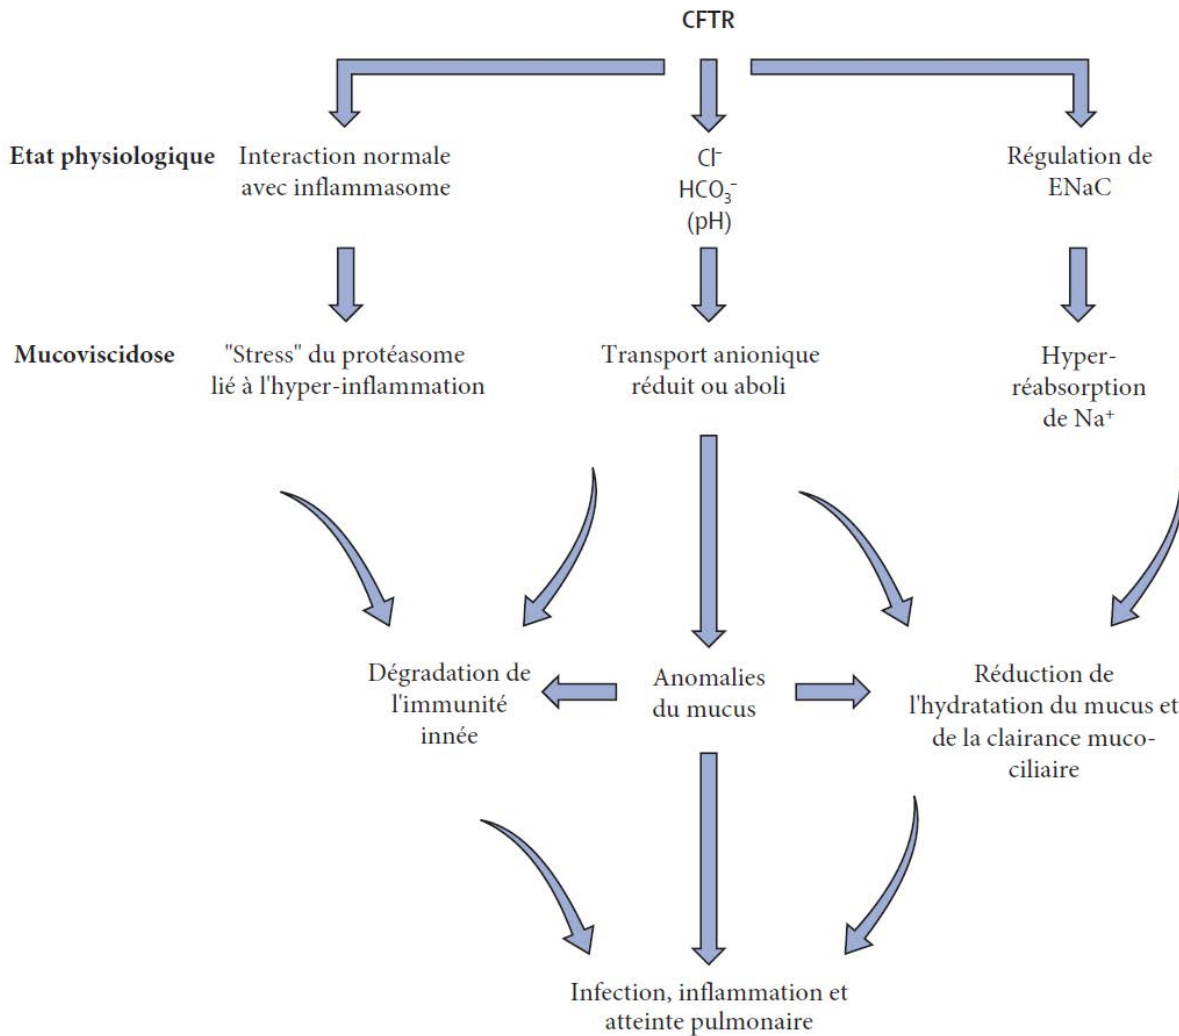 CFTR
Etat physiologique
Interaction normale
avec inflammasome
Cl⁻
HCO₃⁻
(pH)
Régulation de
ENaC
Mucoviscidose
"Stress" du protéasome
lié à l'hyper-inflammation
Transport anionique
réduit ou aboli
Hyper-
réabsorption
de Na⁺
Dégradation de
l'immunité
innée
Anomalies
du mucus
Réduction de
l'hydratation du mucus et
de la clairance muco-
ciliaire
Infection, inflammation et
atteinte pulmonaire